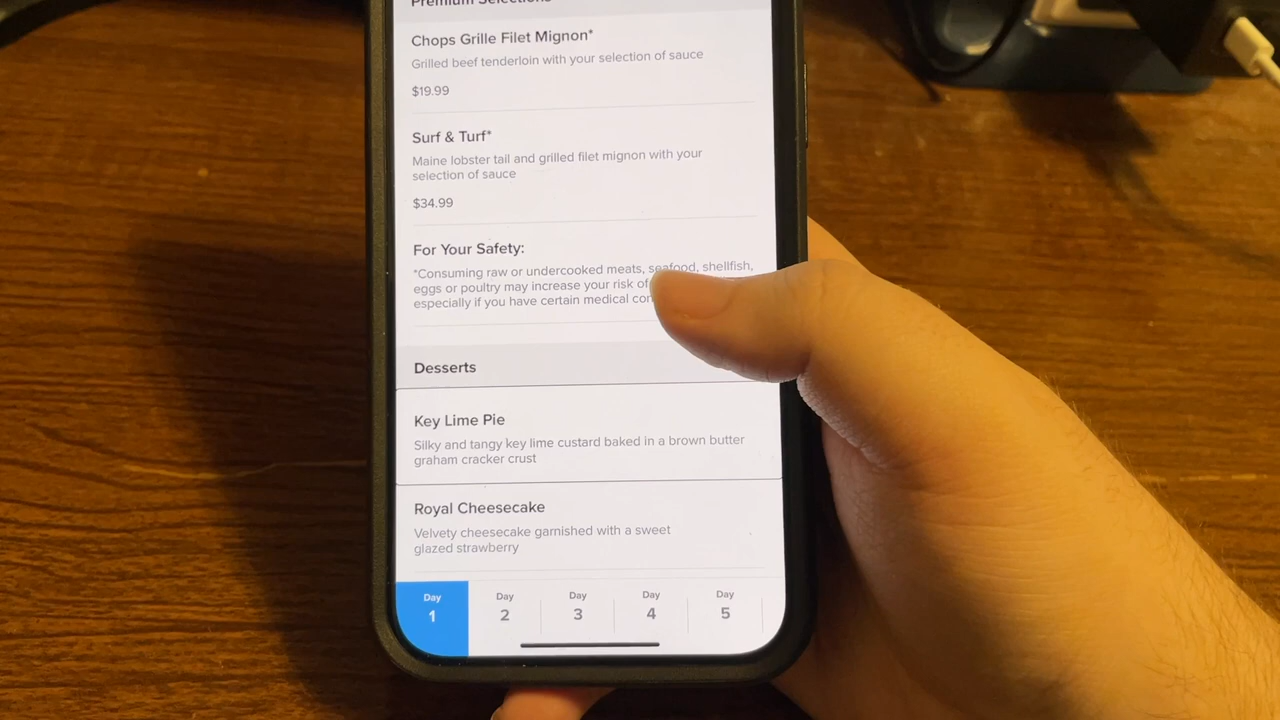 Premium Selections
Chops Grille Filet Mignon*
Grilled beef tenderloin with your selection of sauce
$19.99
Surf & Turf*
Maine lobster tail and grilled filet mignon with your
selection of sauce
$34.99
For Your Safety:
*Consuming raw or undercooked meats, seafood, shellfish,
eggs or poultry may increase your risk of
especially if you have certain medical
Desserts
Key Lime Pie
Silky and tangy key lime custard baked in a brown butter
graham cracker crust
Royal Cheesecake
Velvety cheesecake garnished with a sweet
glazed strawberry
Day Day Day Day Day
1 2 3 4 5